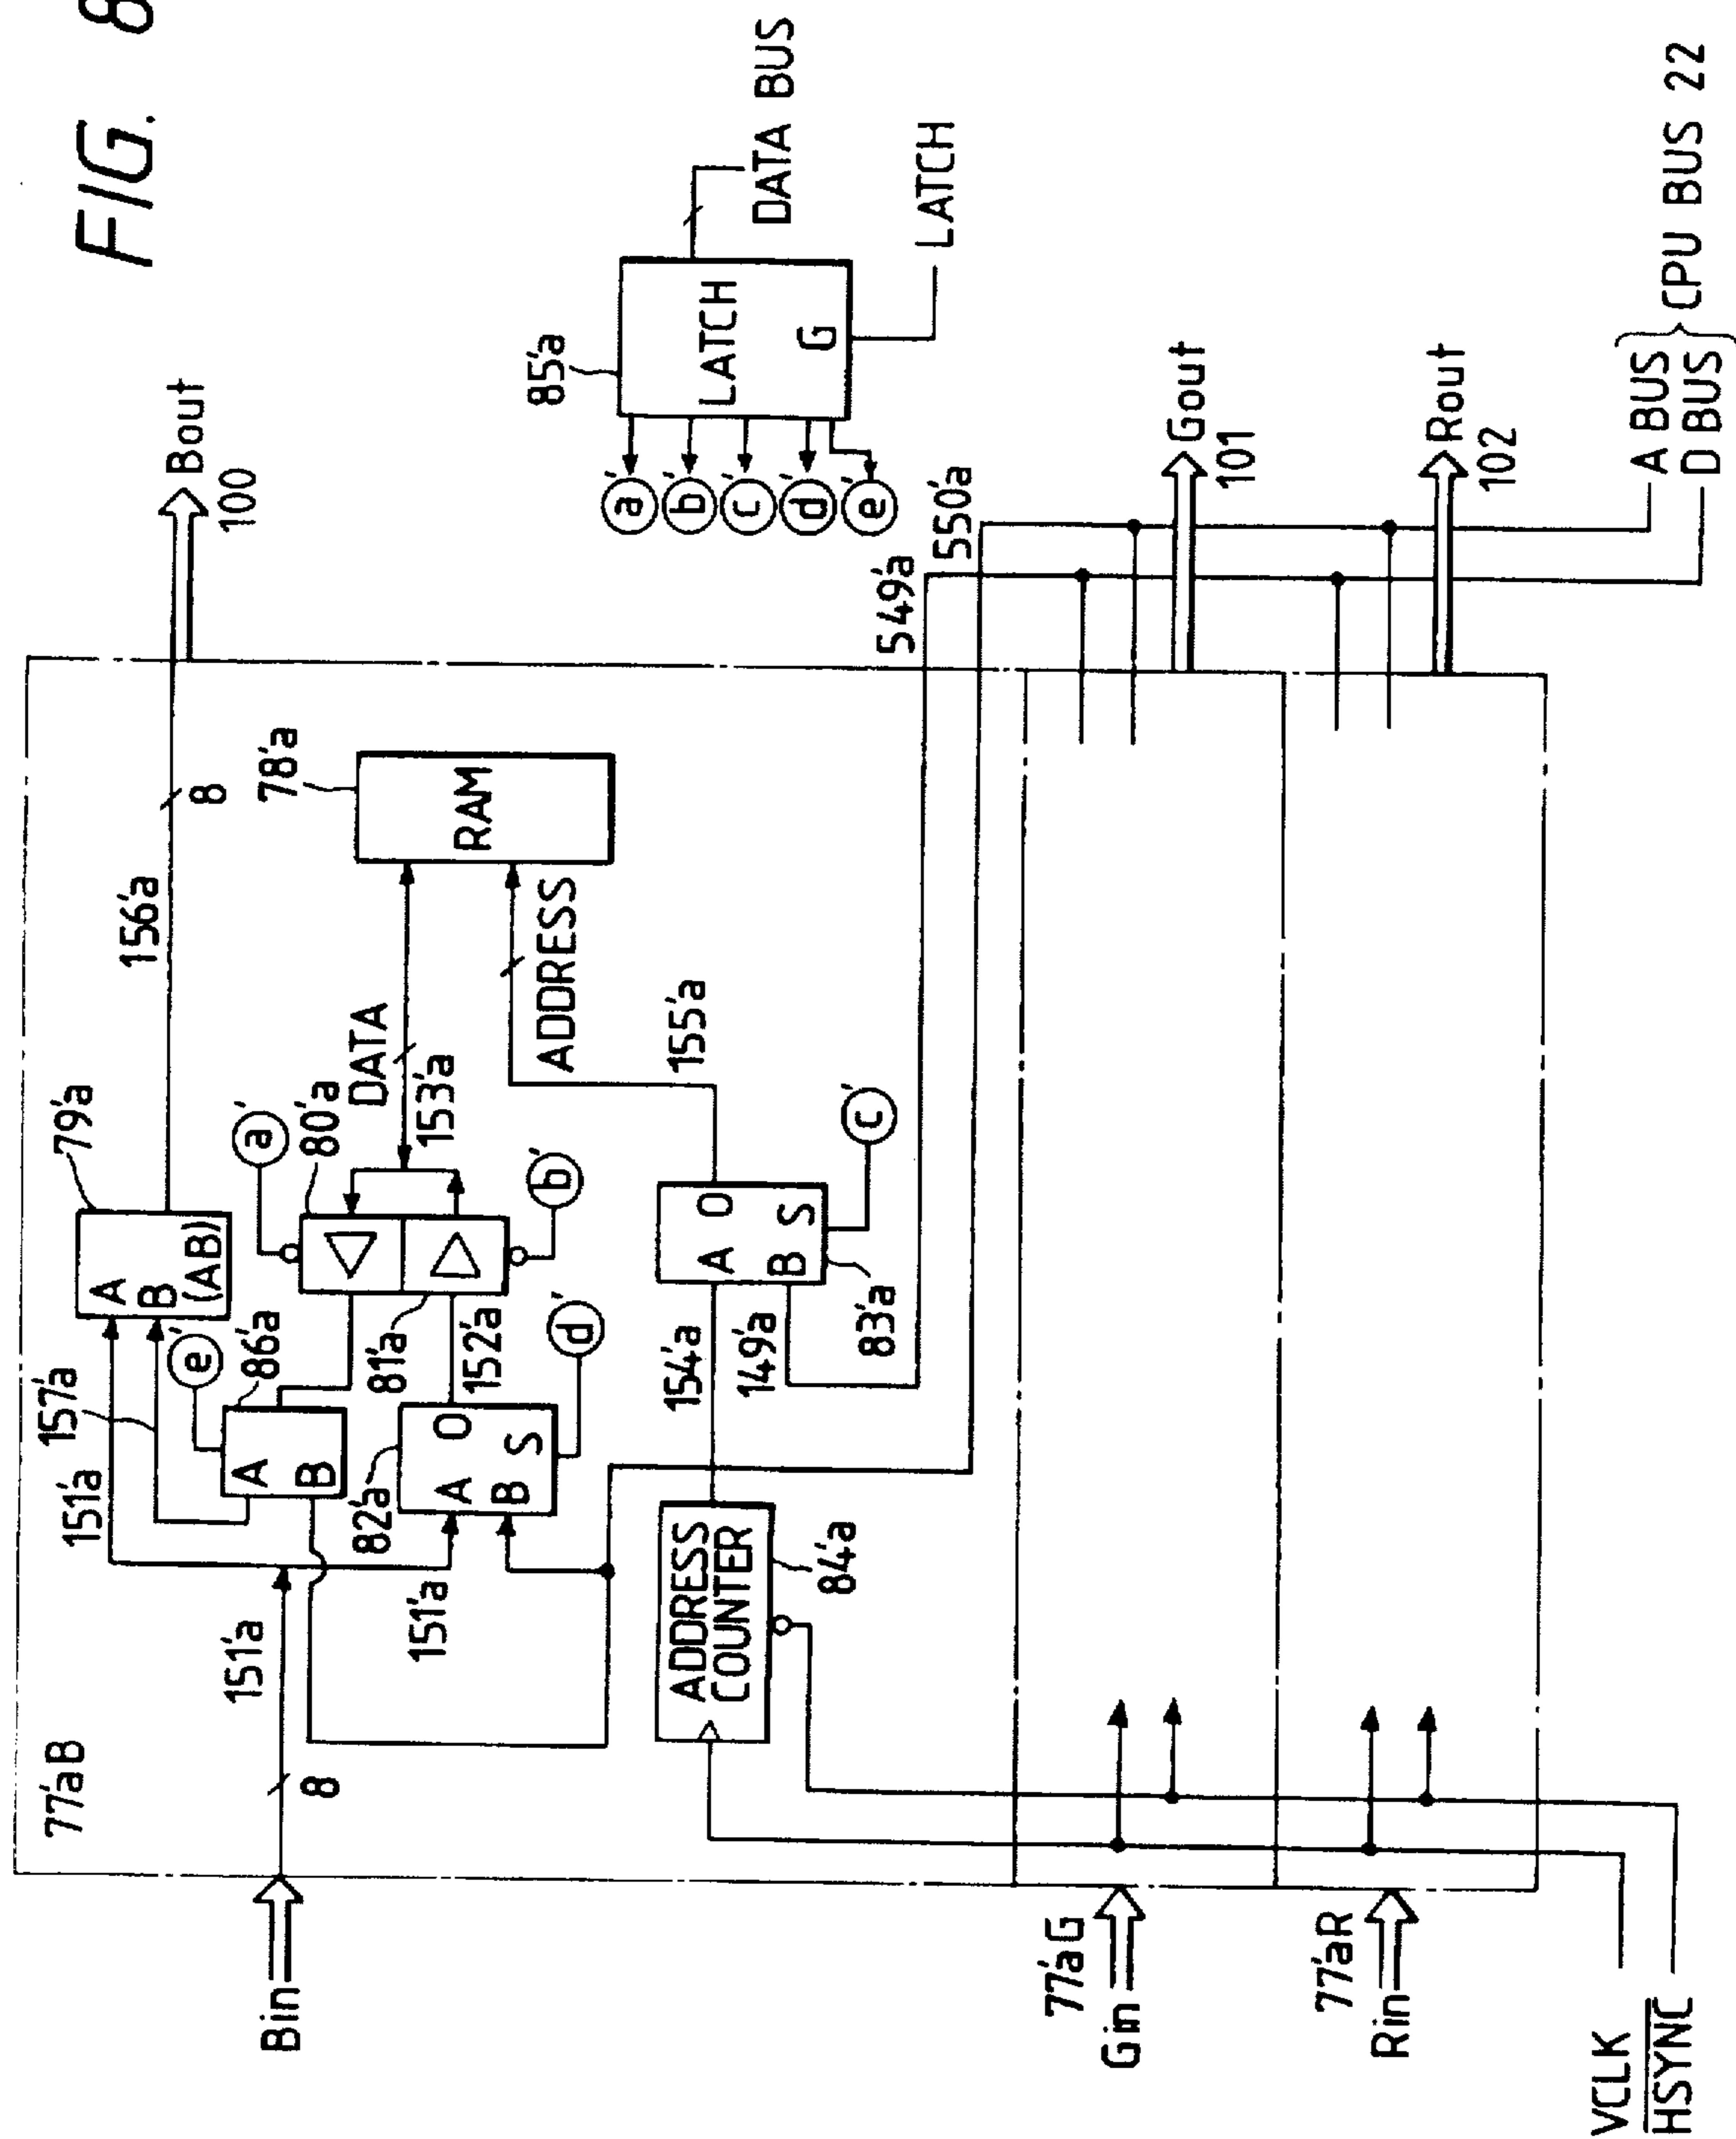 FIG. 8
77'aB
Bin
8
151'a
151'a
151'a
157'a
e'
86'a
A
B
79'a
A
B
(AB)
156'a
8
Bout
100
a'
80'a
DATA
153'a
81'a
152'a
b'
82'a
A
O
B
S
d'
78'a
RAM
ADDRESS
155'a
154'a
149'a
A
O
B
S
83'a
c'
ADDRESS
COUNTER
84'a
85'a
LATCH
G
DATA BUS
LATCH
a'
b'
c'
d'
e'
549'a
550'a
77'aG
Gin
Gout
101
77'aR
Rin
Rout
102
VCLK
HSYNC
A BUS
D BUS
CPU BUS 22